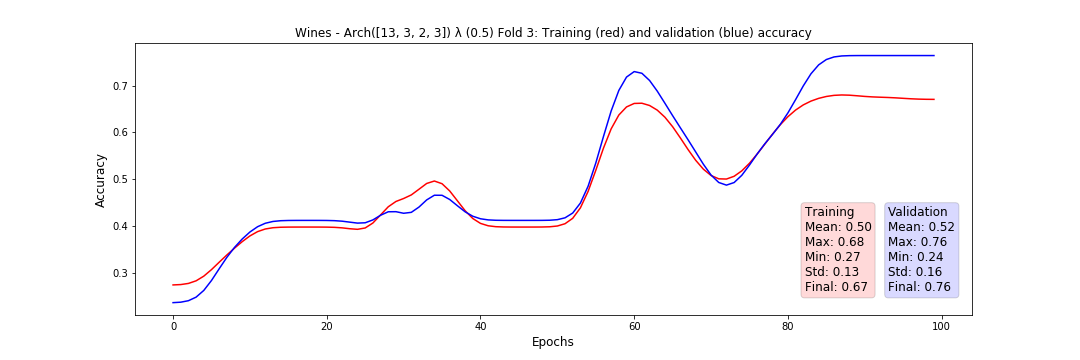 Wines - Arch([13, 3, 2, 3]) λ (0.5) Fold 3: Training (red) and validation (blue) accuracy
Accuracy
0.7
0.6
0.5
0.4
0.3
Training
Mean: 0.50
Max: 0.68
Min: 0.27
Std: 0.13
Final: 0.67
Validation
Mean: 0.52
Max: 0.76
Min: 0.24
Std: 0.16
Final: 0.76
0
20
40
60
80
100
Epochs